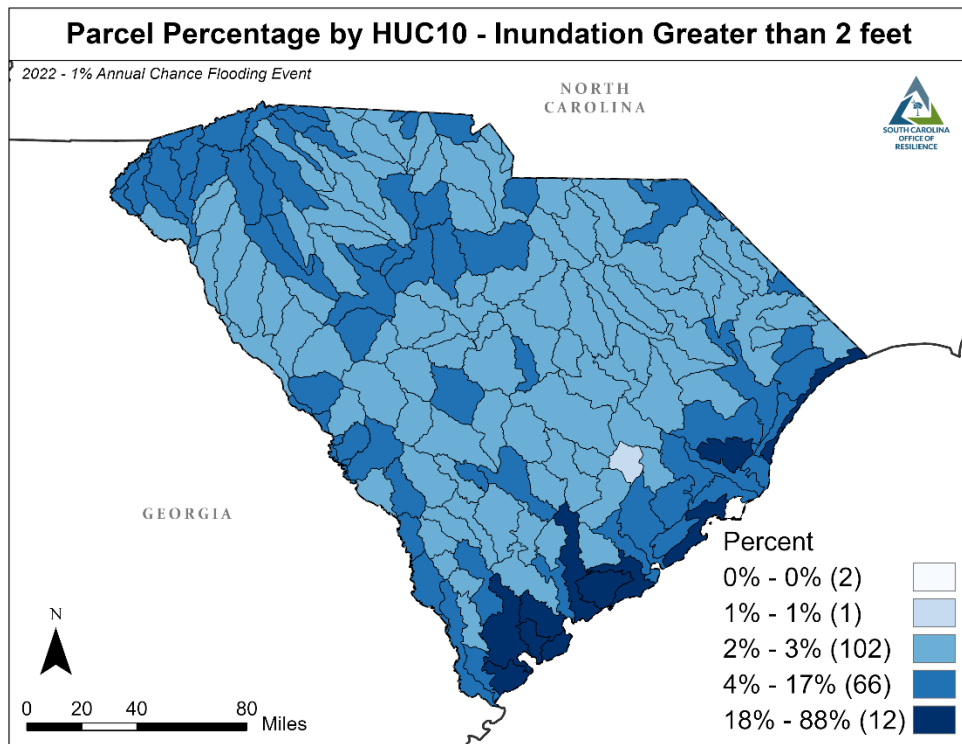 Parcel Percentage by HUC10 - Inundation Greater than 2 feet
2022 - 1% Annual Chance Flooding Event
NORTH
CAROLINA
SOUTH CAROLINA
OFFICE OF
RESILIENCE
GEORGIA
Percent
0% - 0% (2)
1% - 1% (1)
2% - 3% (102)
4% - 17% (66)
18% - 88% (12)
N
0 20 40 80 Miles